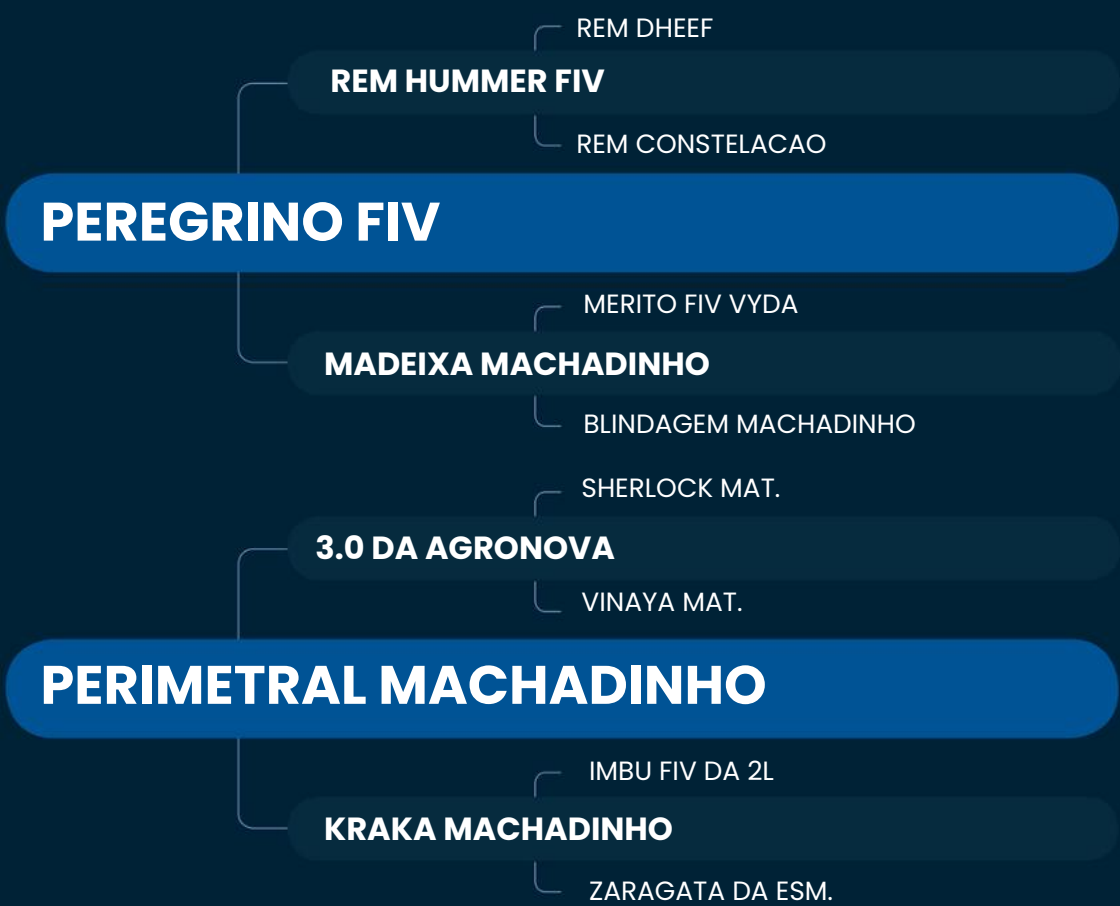 REM DHEEF
REM HUMMER FIV
REM CONSTELACAO
PEREGRINO FIV
MERITO FIV VYDA
MADEIXA MACHADINHO
BLINDAGEM MACHADINHO
SHERLOCK MAT.
3.0 DA AGRONOVA
VINAYA MAT.
PERIMETRAL MACHADINHO
IMBU FIV DA 2L
KRAKA MACHADINHO
ZARAGATA DA ESM.